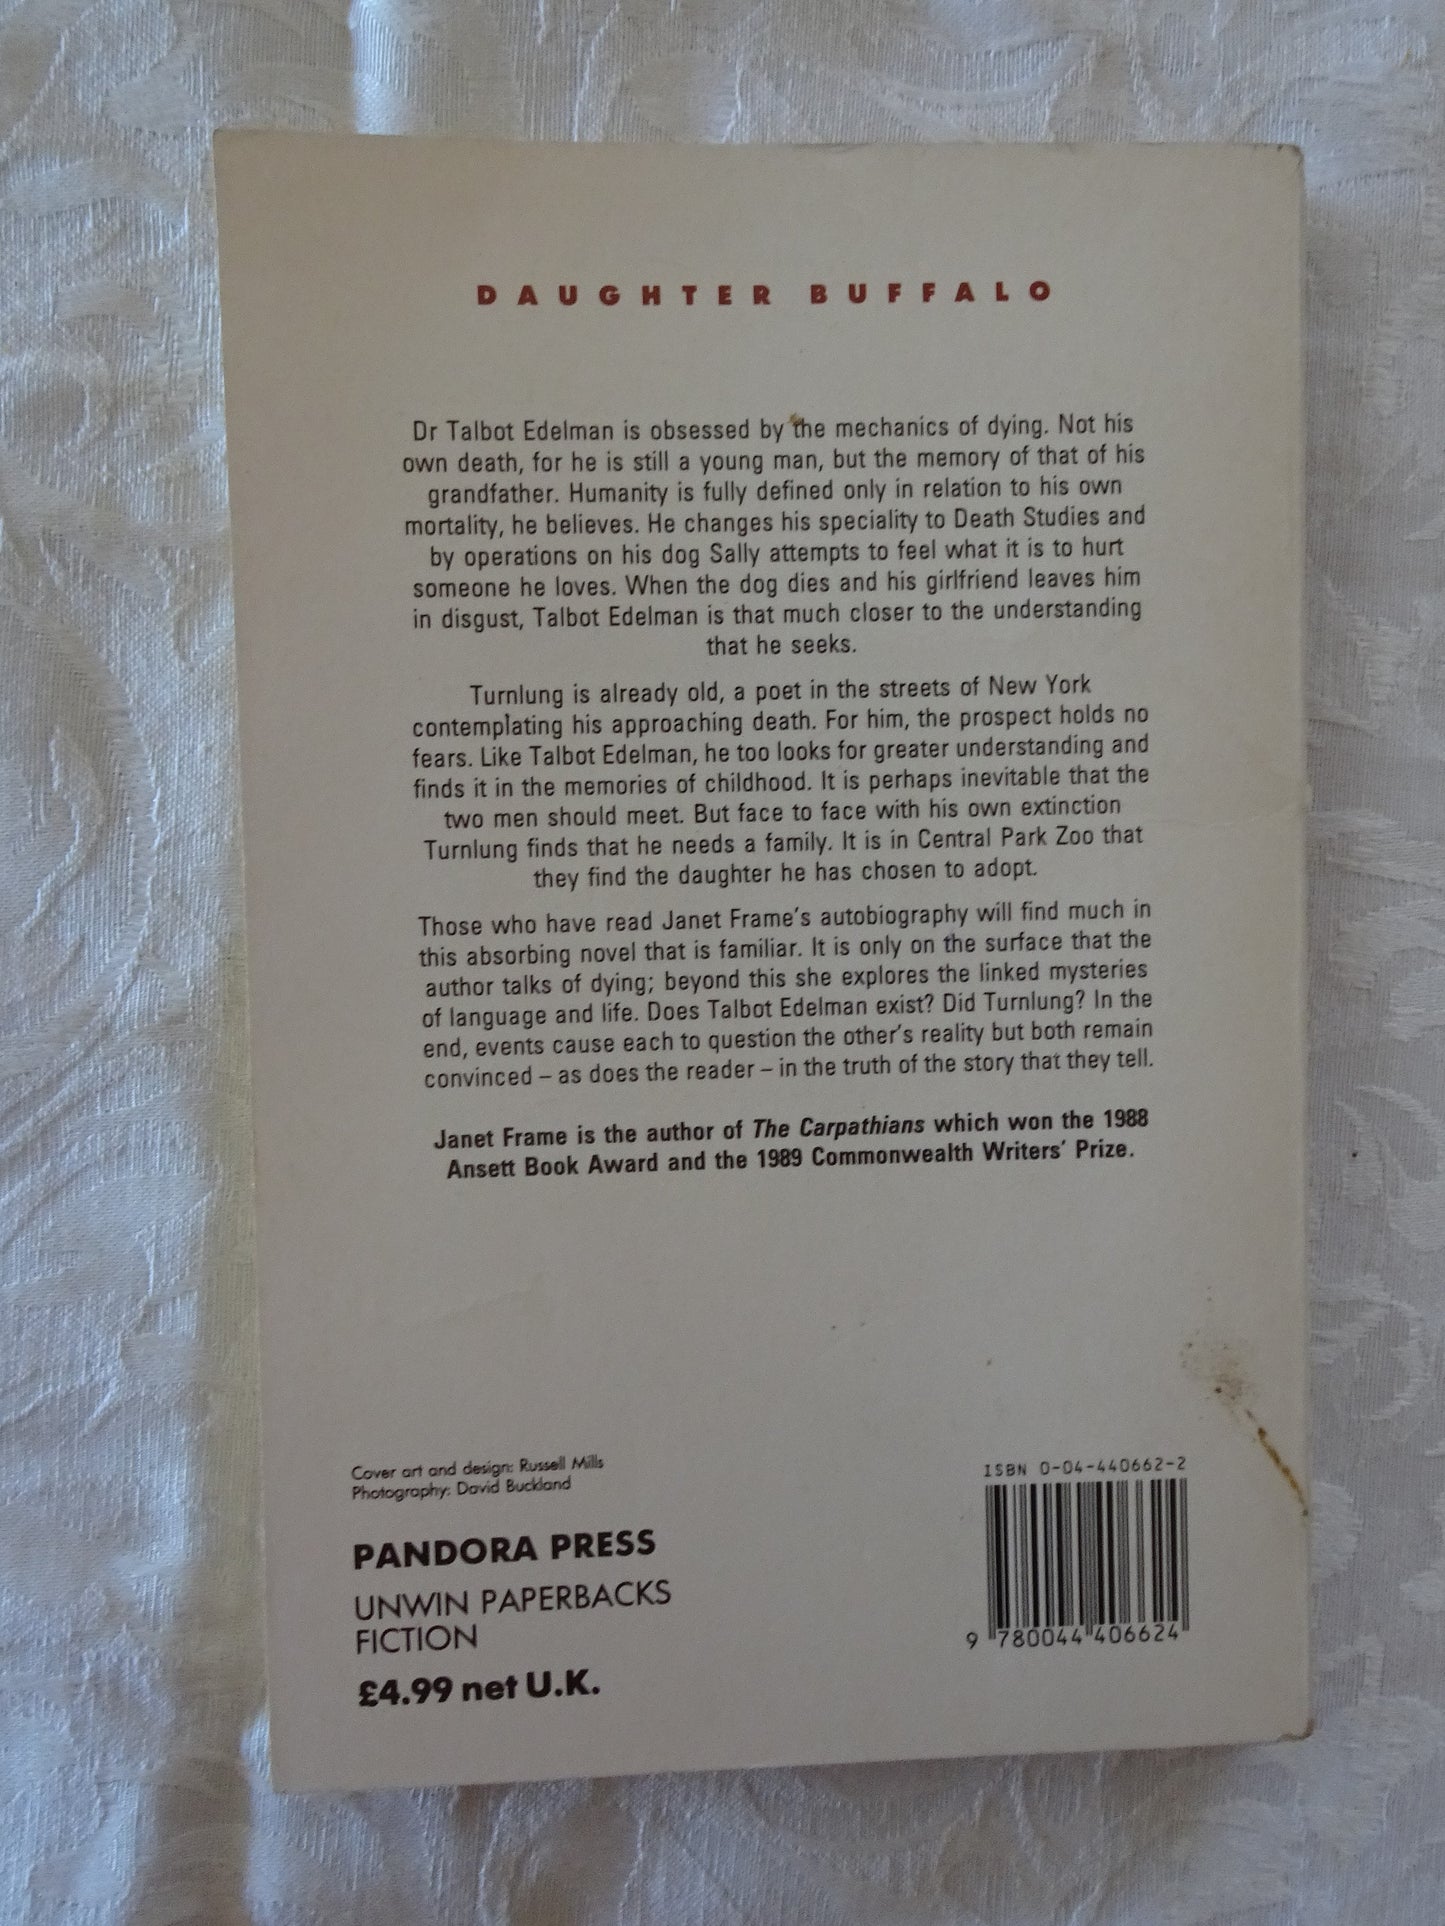 DAUGHTER BUFFALO
Dr Talbot Edelman is obsessed by the mechanics of dying. Not his
own death, for he is still a young man, but the memory of that of his
grandfather. Humanity is fully defined only in relation to his own
mortality, he believes. He changes his speciality to Death Studies and
by operations on his dog Sally attempts to feel what it is to hurt
someone he loves. When the dog dies and his girlfriend leaves him
in disgust, Talbot Edelman is that much closer to the understanding
that he seeks.
Turnlung is already old, a poet in the streets of New York
contemplating his approaching death. For him, the prospect holds no
fears. Like Talbot Edelman, he too looks for greater understanding and
finds it in the memories of childhood. It is perhaps inevitable that the
two men should meet. But face to face with his own extinction
Turnlung finds that he needs a family. It is in Central Park Zoo that
they find the daughter he has chosen to adopt.
Those who have read Janet Frame's autobiography will find much in
this absorbing novel that is familiar. It is only on the surface that the
author talks of dying; beyond this she explores the linked mysteries
of language and life. Does Talbot Edelman exist? Did Turnlung? In the
end, events cause each to question the other's reality but both remain
convinced – as does the reader – in the truth of the story that they tell.
Janet Frame is the author of The Carpathians which won the 1988
Ansett Book Award and the 1989 Commonwealth Writers' Prize.
Cover art and design: Russell Mills
Photography: David Buckland
PANDORA PRESS
UNWIN PAPERBACKS
FICTION
£4.99 net U.K.
ISBN 0-04-440662-2
9 780044 406624